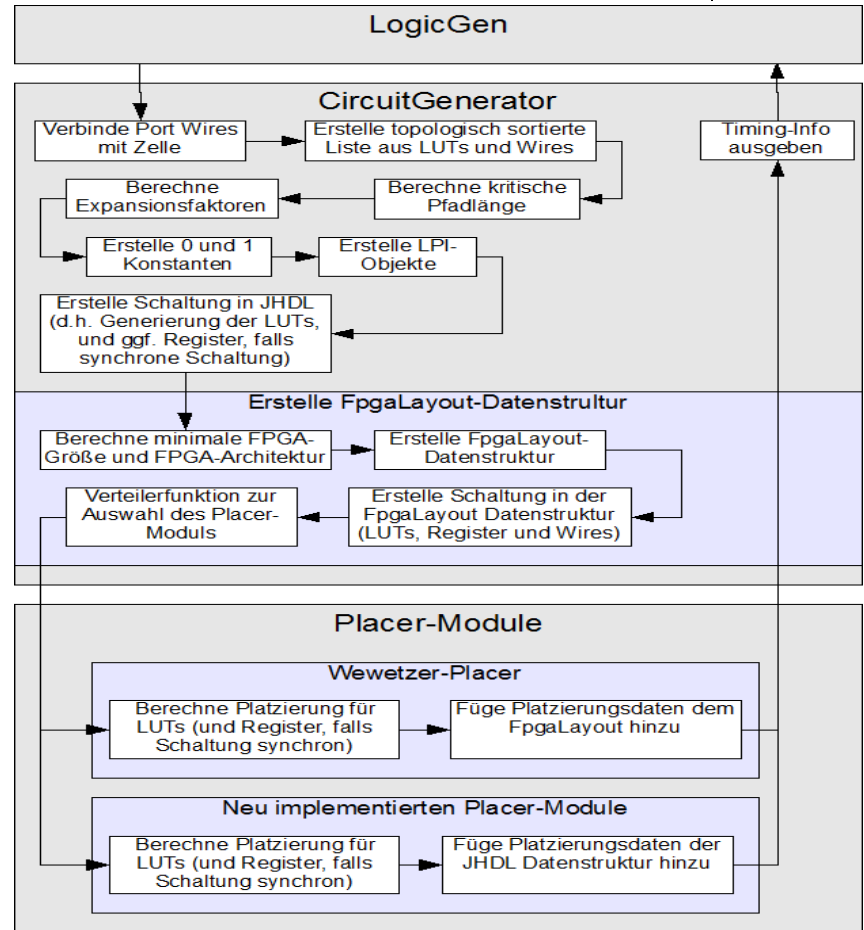 LogicGen
CircuitGenerator
Verbinde Port Wires
mit Zelle
Erstelle topologisch sortierte
Liste aus LUTs und Wires
Timing-Info
ausgeben
Berechne
Expansionsfaktoren
Berechne kritische
Pfadlänge
Erstelle 0 und 1
Konstanten
Erstelle LPI-
Objekte
Erstelle Schaltung in JHDL
(d.h. Generierung der LUTs,
und ggf. Register, falls
synchrone Schaltung)
Erstelle FpgaLayout-Datenstrultur
Berechne minimale FPGA-
Größe und FPGA-Architektur
Erstelle FpgaLayout-
Datenstruktur
Verteilerfunktion zur
Auswahl des Placer-
Moduls
Erstelle Schaltung in der
FpgaLayout Datenstruktur
(LUTs, Register und Wires)
Placer-Module
Wewetzer-Placer
Berechne Platzierung für
LUTs (und Register, falls
Schaltung synchron)
Füge Platzierungsdaten dem
FpgaLayout hinzu
Neu implementierten Placer-Module
Berechne Platzierung für
LUTs (und Register, falls
Schaltung synchron)
Füge Platzierungsdaten der
JHDL Datenstruktur hinzu